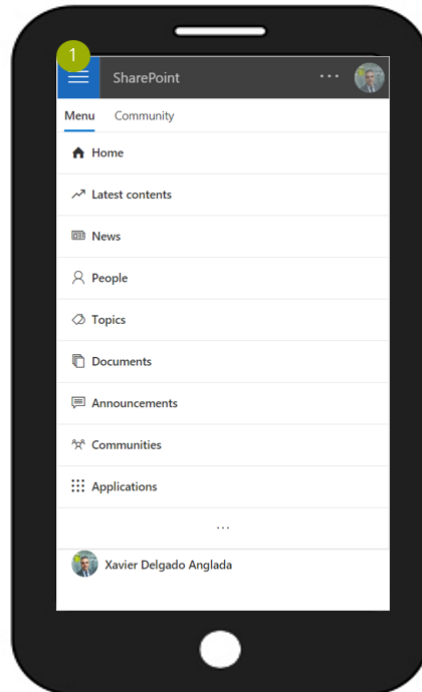 1
SharePoint ...
Menu Community
Home
Latest contents
News
People
Topics
Documents
Announcements
Communities
Applications
...
Xavier Delgado Anglada